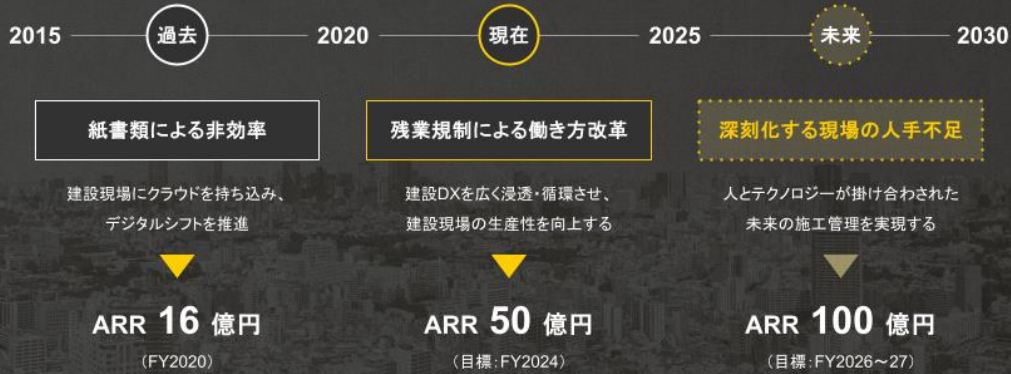 2015 過去 2020 現在 2025 未来 2030
紙書類による非効率
建設現場にクラウドを持ち込み、
デジタルシフトを推進
ARR 16 億円
（FY2020）
残業規制による働き方改革
建設DXを広く浸透・循環させ、
建設現場の生産性を向上する
ARR 50 億円
（目標：FY2024）
深刻化する現場の人手不足
人とテクノロジーが掛け合わされた
未来の施工管理を実現する
ARR 100 億円
（目標：FY2026～27）